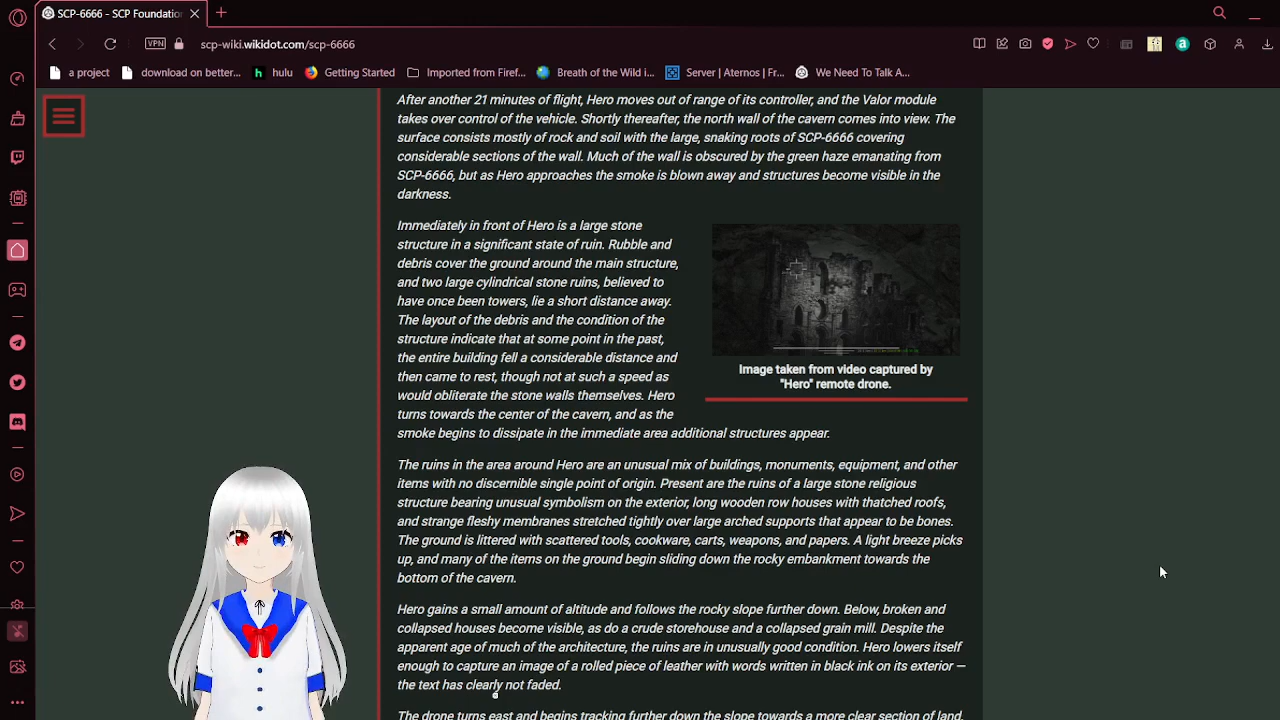 SCP-6666 - SCP Foundation
VPN
scp-wiki.wikidot.com/scp-6666
a project
download on better...
hulu
Getting Started
Imported from Firef...
Breath of the Wild i...
Server | Aternos | Fr...
We Need To Talk A...
After another 21 minutes of flight, Hero moves out of range of its controller, and the Valor module
takes over control of the vehicle. Shortly thereafter, the north wall of the cavern comes into view. The
surface consists mostly of rock and soil with the large, snaking roots of SCP-6666 covering
considerable sections of the wall. Much of the wall is obscured by the green haze emanating from
SCP-6666, but as Hero approaches the smoke is blown away and structures become visible in the
darkness.
Immediately in front of Hero is a large stone
structure in a significant state of ruin. Rubble and
debris cover the ground around the main structure,
and two large cylindrical stone ruins, believed to
have once been towers, lie a short distance away.
The layout of the debris and the condition of the
structure indicate that at some point in the past,
the entire building fell a considerable distance and
then came to rest, though not at such a speed as
would obliterate the stone walls themselves. Hero
turns towards the center of the cavern, and as the
smoke begins to dissipate in the immediate area additional structures appear.
Image taken from video captured by
"Hero" remote drone.
The ruins in the area around Hero are an unusual mix of buildings, monuments, equipment, and other
items with no discernible single point of origin. Present are the ruins of a large stone religious
structure bearing unusual symbolism on the exterior, long wooden row houses with thatched roofs,
and strange fleshy membranes stretched tightly over large arched supports that appear to be bones.
The ground is littered with scattered tools, cookware, carts, weapons, and papers. A light breeze picks
up, and many of the items on the ground begin sliding down the rocky embankment towards the
bottom of the cavern.
Hero gains a small amount of altitude and follows the rocky slope further down. Below, broken and
collapsed houses become visible, as do a crude storehouse and a collapsed grain mill. Despite the
apparent age of much of the architecture, the ruins are in unusually good condition. Hero lowers itself
enough to capture an image of a rolled piece of leather with words written in black ink on its exterior —
the text has clearly not faded.
The drone turns east and begins tracking further down the slope towards a more clear section of land.